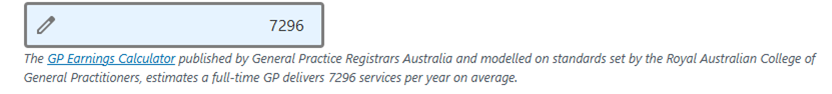 7296
The GP Earnings Calculator published by General Practice Registrars Australia and modelled on standards set by the Royal Australian College of
General Practitioners, estimates a full-time GP delivers 7296 services per year on average.